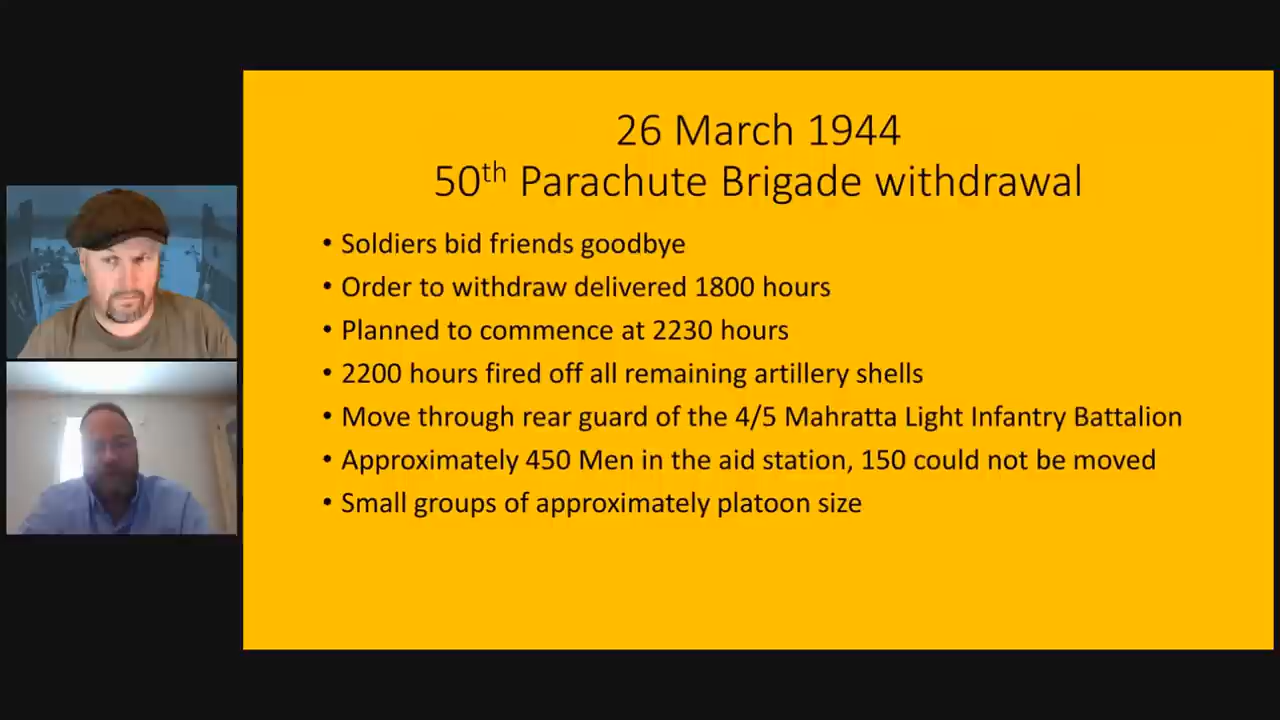 26 March 1944
50th Parachute Brigade withdrawal
• Soldiers bid friends goodbye
• Order to withdraw delivered 1800 hours
• Planned to commence at 2230 hours
• 2200 hours fired off all remaining artillery shells
• Move through rear guard of the 4/5 Mahratta Light Infantry Battalion
• Approximately 450 Men in the aid station, 150 could not be moved
• Small groups of approximately platoon size